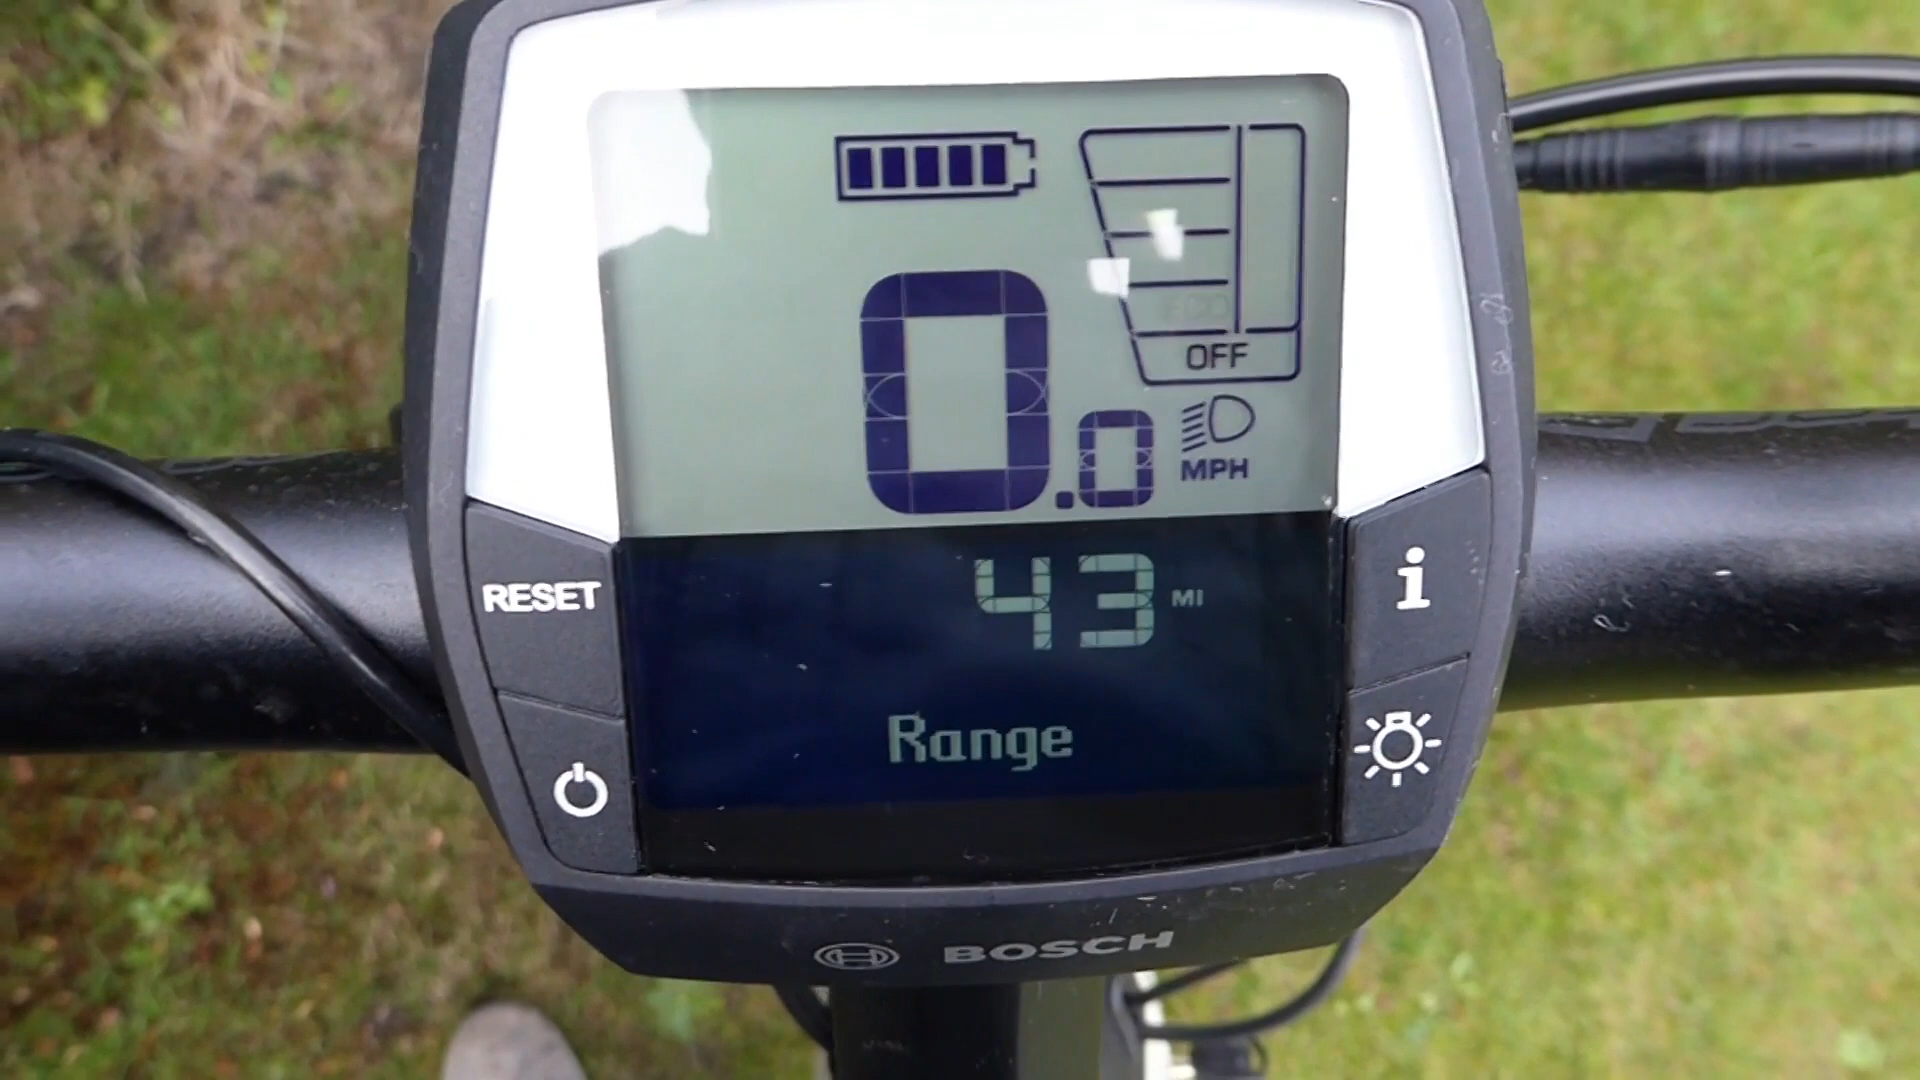 OFF
0.0 MPH
43 MI
RESET
i
Range
BOSCH